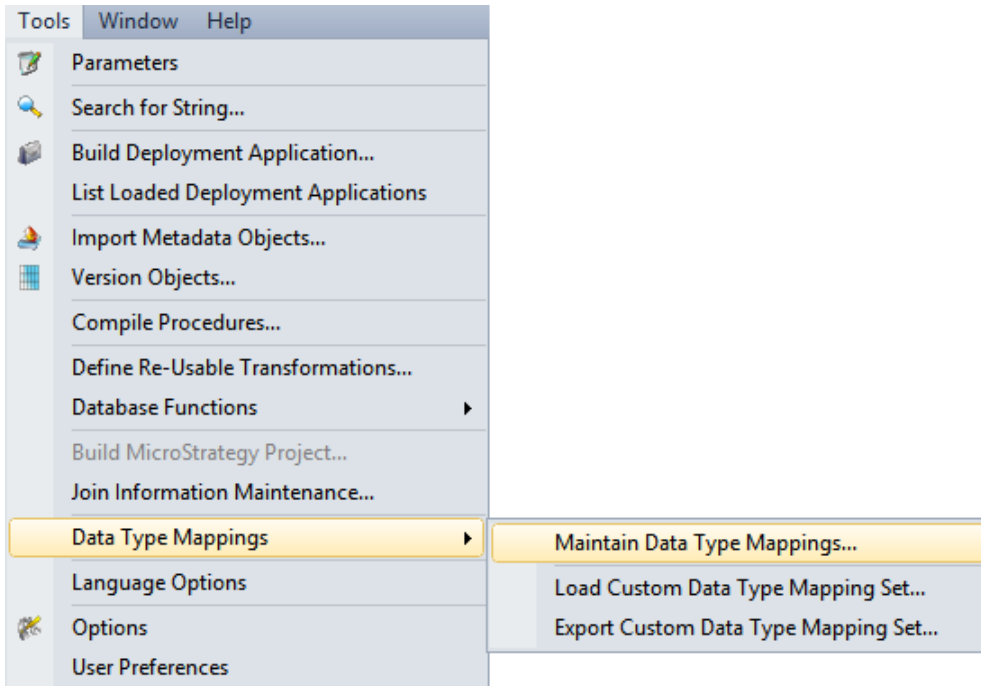 Tools Window Help
Parameters
Search for String...
Build Deployment Application...
List Loaded Deployment Applications
Import Metadata Objects...
Version Objects...
Compile Procedures...
Define Re-Usable Transformations...
Database Functions
Build MicroStrategy Project...
Join Information Maintenance...
Data Type Mappings
Maintain Data Type Mappings...
Load Custom Data Type Mapping Set...
Export Custom Data Type Mapping Set...
Language Options
Options
User Preferences